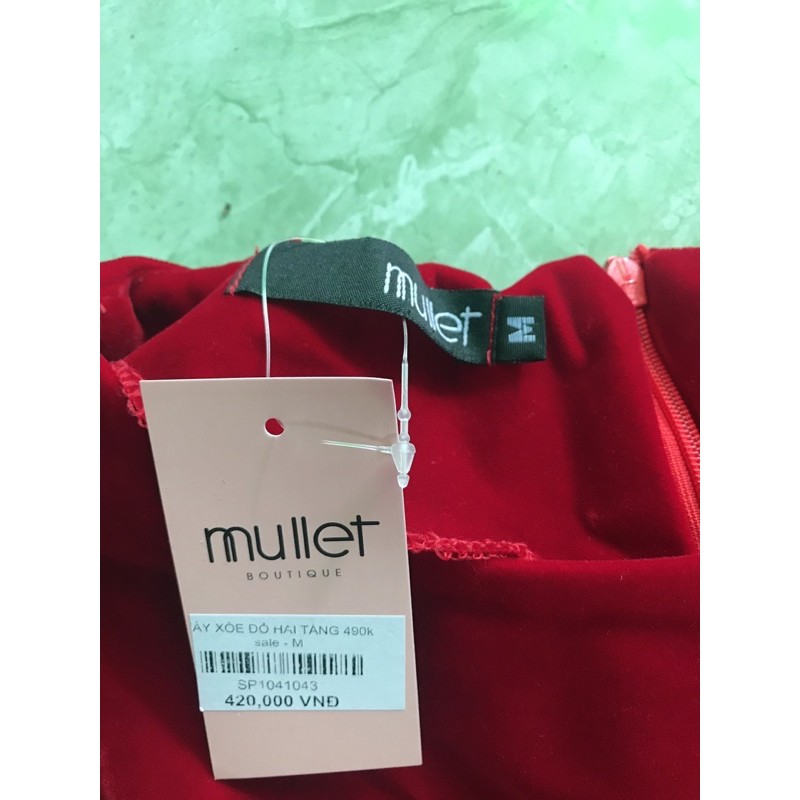 mullet
M
mullet
BOUTIQUE
ÁY XÒE ĐỎ HAI TẦNG 490k
sale - M
SP1041043
420,000 VNĐ